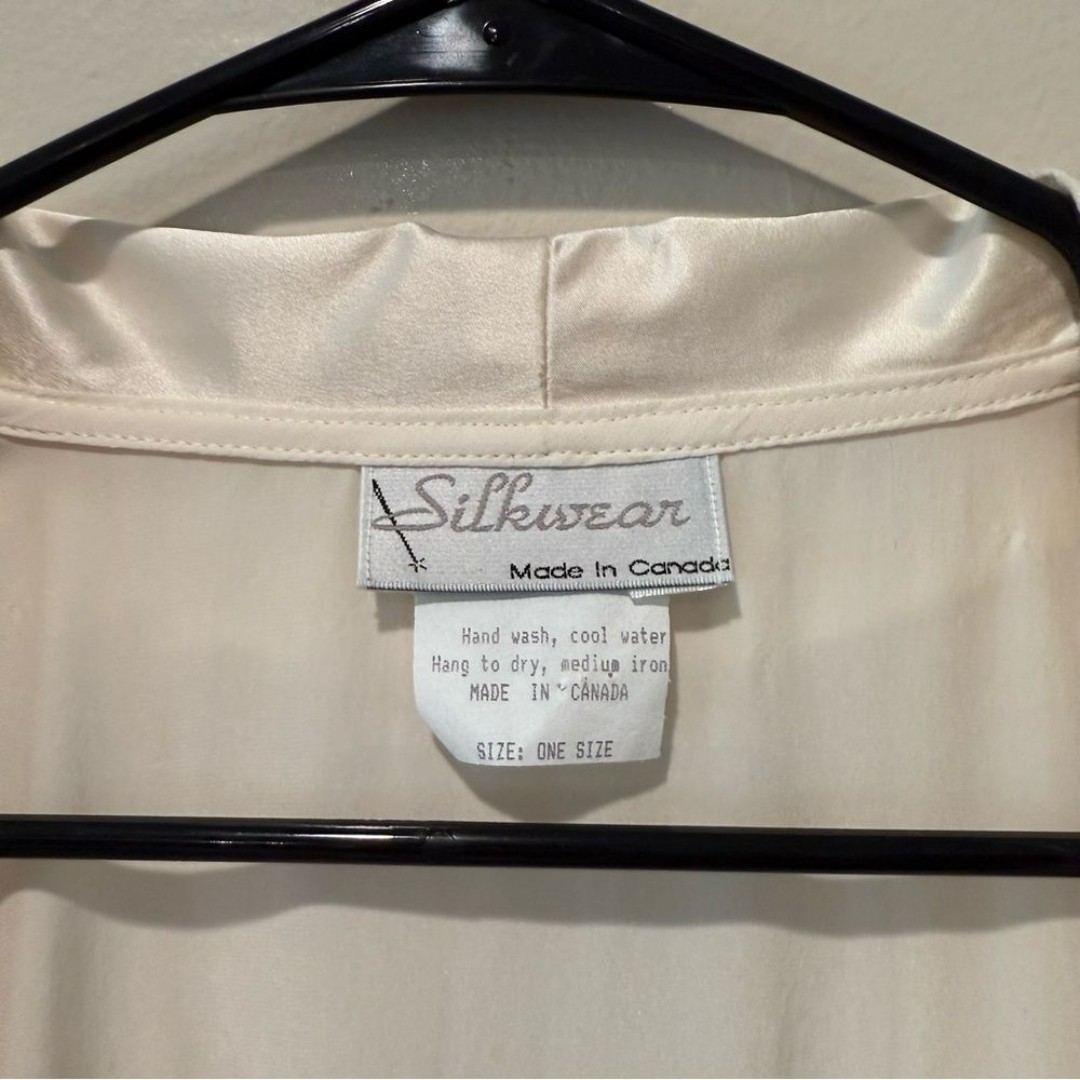 Silkwear
Made In Canada
Hand wash, cool water
Hang to dry, medium iron
MADE IN CANADA
SIZE: ONE SIZE